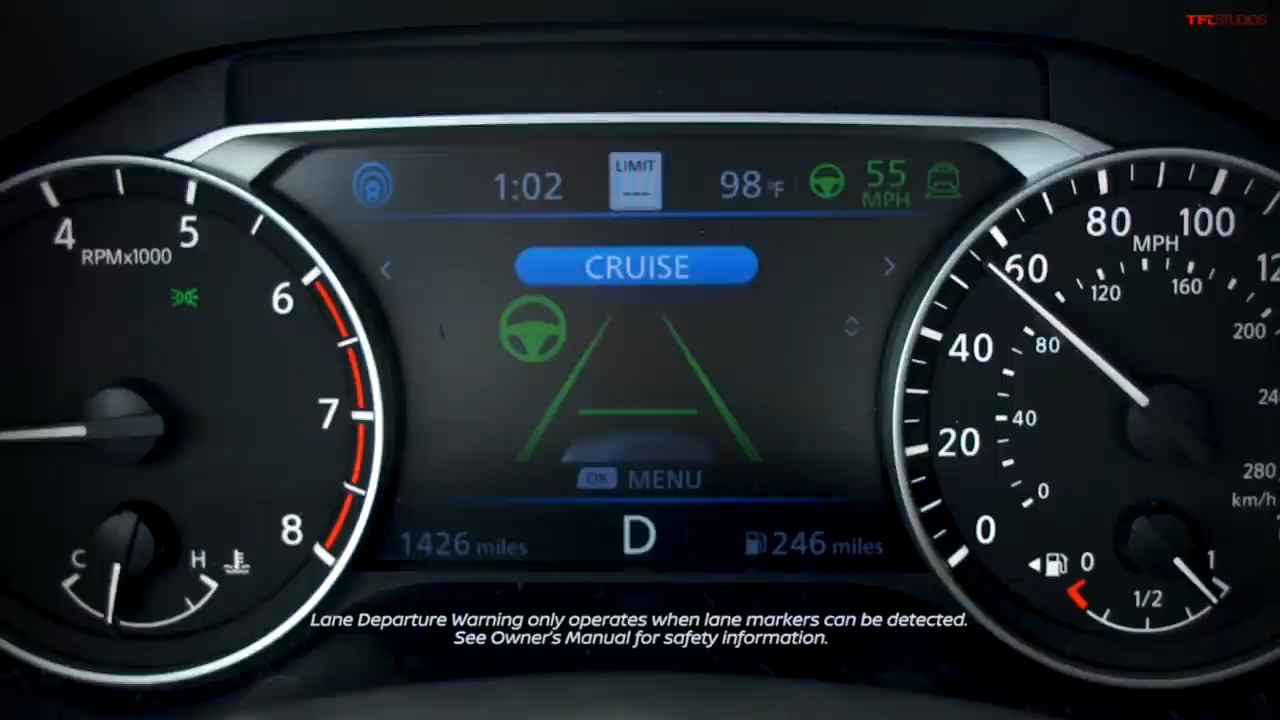 TFLSTUDIOS
1:02
LIMIT
---
98°F
55
MPH
4
5
RPMx1000
6
7
8
C
H
<
CRUISE
>
OK MENU
1426 miles
D
246 miles
80
100
MPH
60
120
160
12
200
40
80
40
24
20
280
0
km/h
0
0
1
1/2
Lane Departure Warning only operates when lane markers can be detected.
See Owner's Manual for safety information.